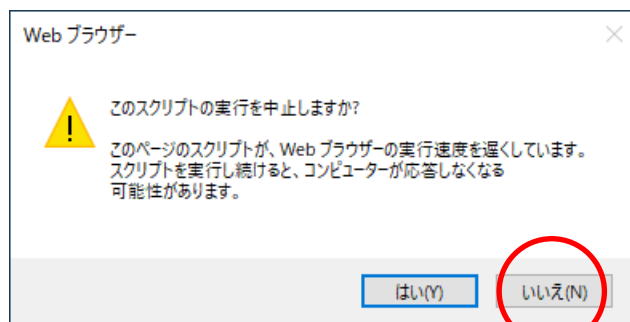 Web ブラウザー
このスクリプトの実行を中止しますか?
このページのスクリプトが、Web ブラウザーの実行速度を遅くしています。
スクリプトを実行し続けると、コンピューターが応答しなくなる
可能性があります。
はい(Y)
いいえ(N)